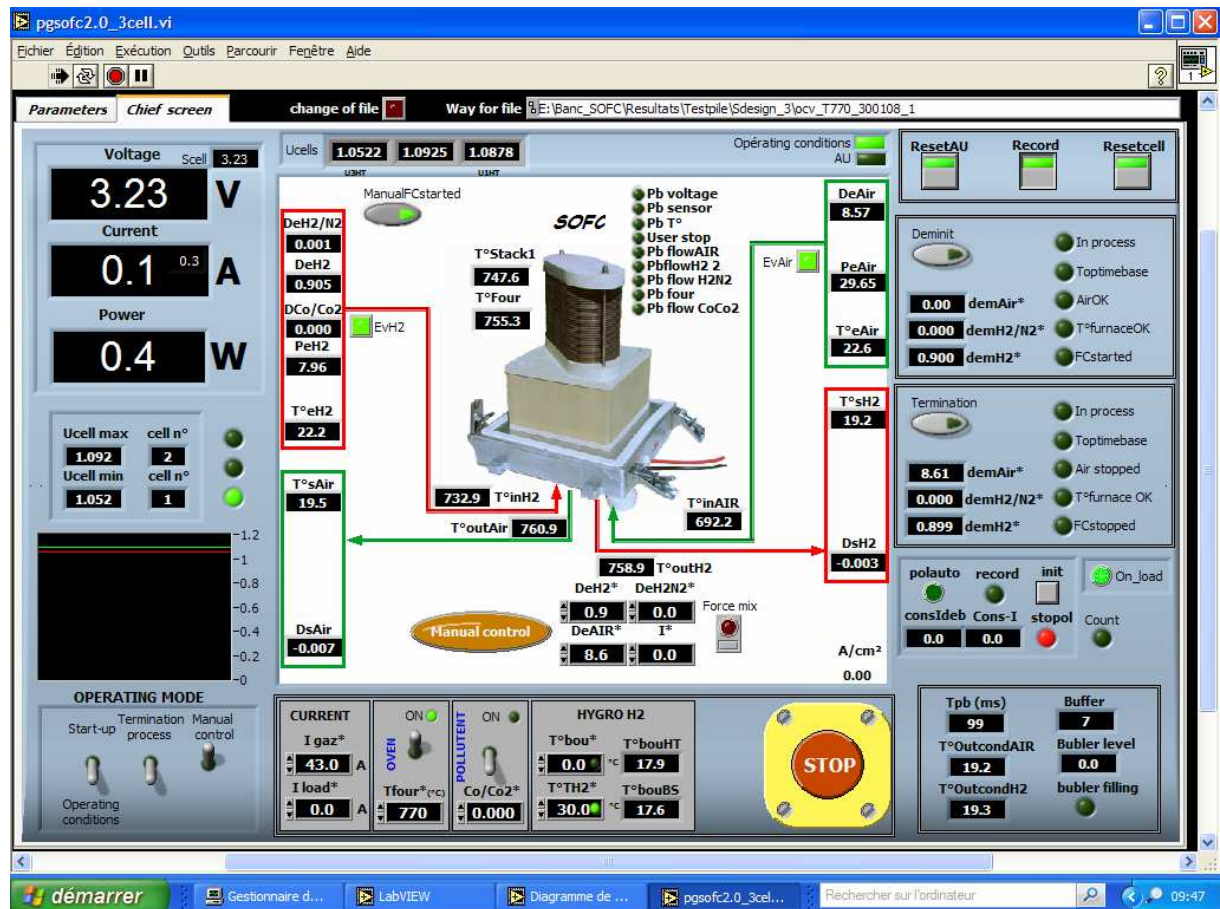 pgsofc2.0_3cell.vi
Fichier Édition Exécution Outils Parcourir Fenêtre Aide
Parameters Chief screen change of file Way for file E:\Banc_SOFC\Resultats\Testpile\Sdesign_3\ocv_T770_300108_1
Voltage Scell 3.23
3.23 V
Current
0.1 0.3 A
Power
0.4 W
Ucell max cell n°
1.092 2
Ucell min cell n°
1.052 1
1.2
1
0.8
0.6
0.4
0.2
0
OPERATING MODE
Start-up Termination process Manual control
Operating conditions
Ucells 1.0522 1.0925 1.0878
U3HT U1HT
Opérating conditions
AU
ManualFCstarted
SOFC
Pb voltage
Pb sensor
Pb T°
User stop
Pb flowAIR
PbflowH2 2
Pb flow H2N2
Pb four
Pb flow CoCo2
DeH2/N2
0.001
DeH2
0.905
DCo/Co2
0.000
PeH2
7.96
T°eH2
22.2
EvH2
T°Stack1
747.6
T°Four
755.3
EvAir
DeAir
8.57
PeAir
29.65
T°eAir
22.6
T°sH2
19.2
DsH2
-0.003
T°sAir
19.5
DsAir
-0.007
732.9 T°inH2
T°outAir 760.9
T°inAIR
692.2
758.9 T°outH2
DeH2* DeH2N2*
0.9 0.0
DeAIR* I*
8.6 0.0
Force mix
Manual control
A/cm²
0.00
CURRENT
I gaz*
43.0 A
I load*
0.0 A
ON
OVEN
Tfour*(°C)
770
ON
POLLUTENT
Co/Co2*
0.000
HYGRO H2
T°bou* T°bouHT
0.0 °C 17.9
T°TH2* T°bouBS
30.0 °C 17.6
STOP
ResetAU Record Resetcell
Deminit
In process
Toptimebase
0.00 demAir* AirOK
0.000 demH2/N2* T°furnaceOK
0.900 demH2* FCstarted
Termination
In process
Toptimebase
8.61 demAir* Air stopped
0.000 demH2/N2* T°furnace OK
0.899 demH2* FCstopped
polauto record init On_load
consIdeb Cons-I stopol Count
0.0 0.0
Tpb (ms) Buffer
99 7
T°OutcondAIR Bubler level
19.2 0.0
T°OutcondH2 bubler filling
19.3
démarrer Gestionnaire d... LabVIEW Diagramme de ... pgsofc2.0_3cel... Rechercher sur l'ordinateur 09:47